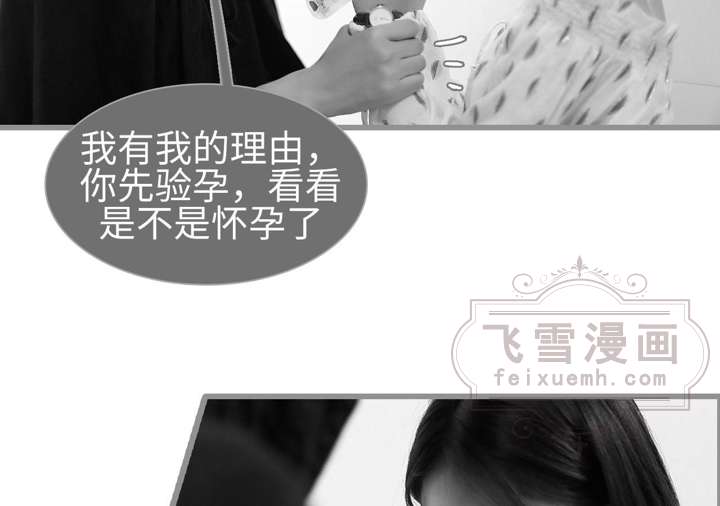 我有我的理由，
你先验孕，看看
是不是怀孕了
飞雪漫画
feixuemh.com